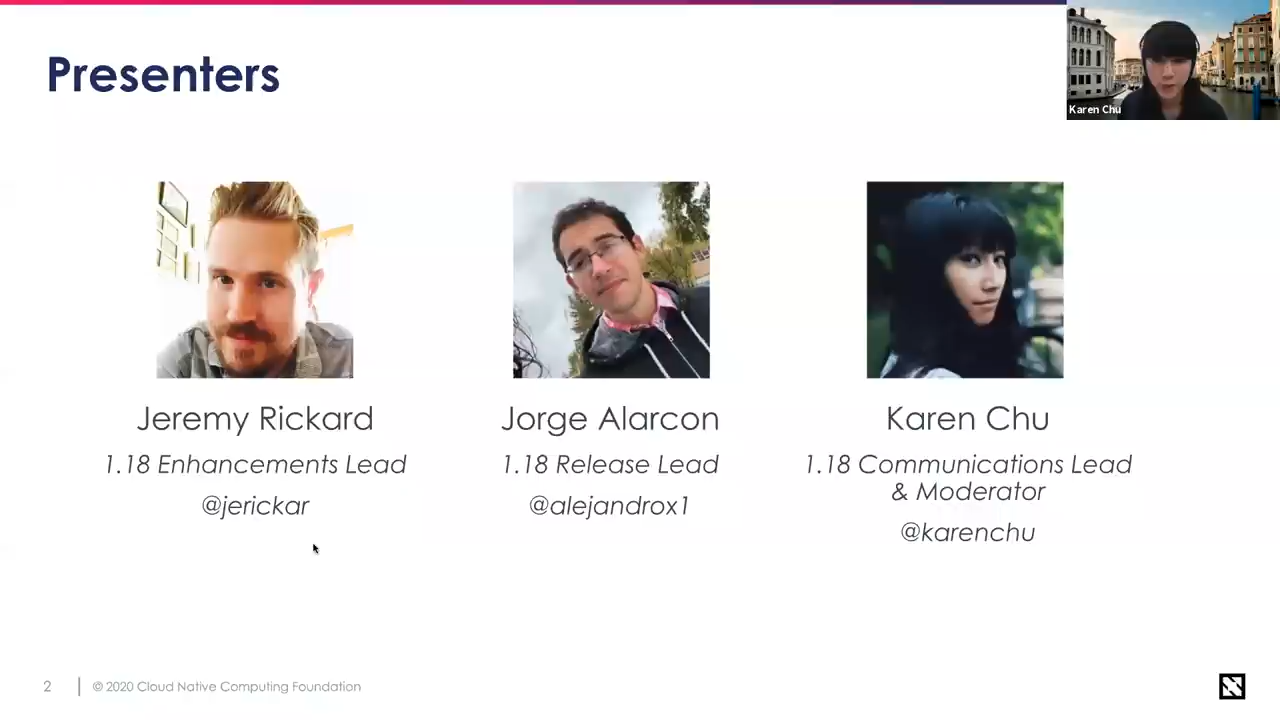 Presenters
Karen Chu
Jeremy Rickard
1.18 Enhancements Lead
@jerickar
Jorge Alarcon
1.18 Release Lead
@alejandrox1
Karen Chu
1.18 Communications Lead
& Moderator
@karenchu
2
© 2020 Cloud Native Computing Foundation